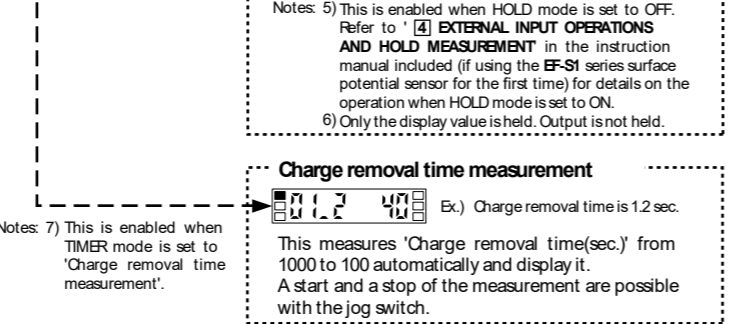 Notes: 5) This is enabled when HOLD mode is set to OFF.
Refer to ' 4 EXTERNAL INPUT OPERATIONS
AND HOLD MEASUREMENT' in the instruction
manual included (if using the EF-S1 series surface
potential sensor for the first time) for details on the
operation when HOLD mode is set to ON.
6) Only the display value is held. Output is not held.
Charge removal time measurement
01.2 40
Ex.) Charge removal time is 1.2 sec.
Notes: 7) This is enabled when
TIMER mode is set to
'Charge removal time
measurement'.
This measures 'Charge removal time(sec.)' from
1000 to 100 automatically and display it.
A start and a stop of the measurement are possible
with the jog switch.